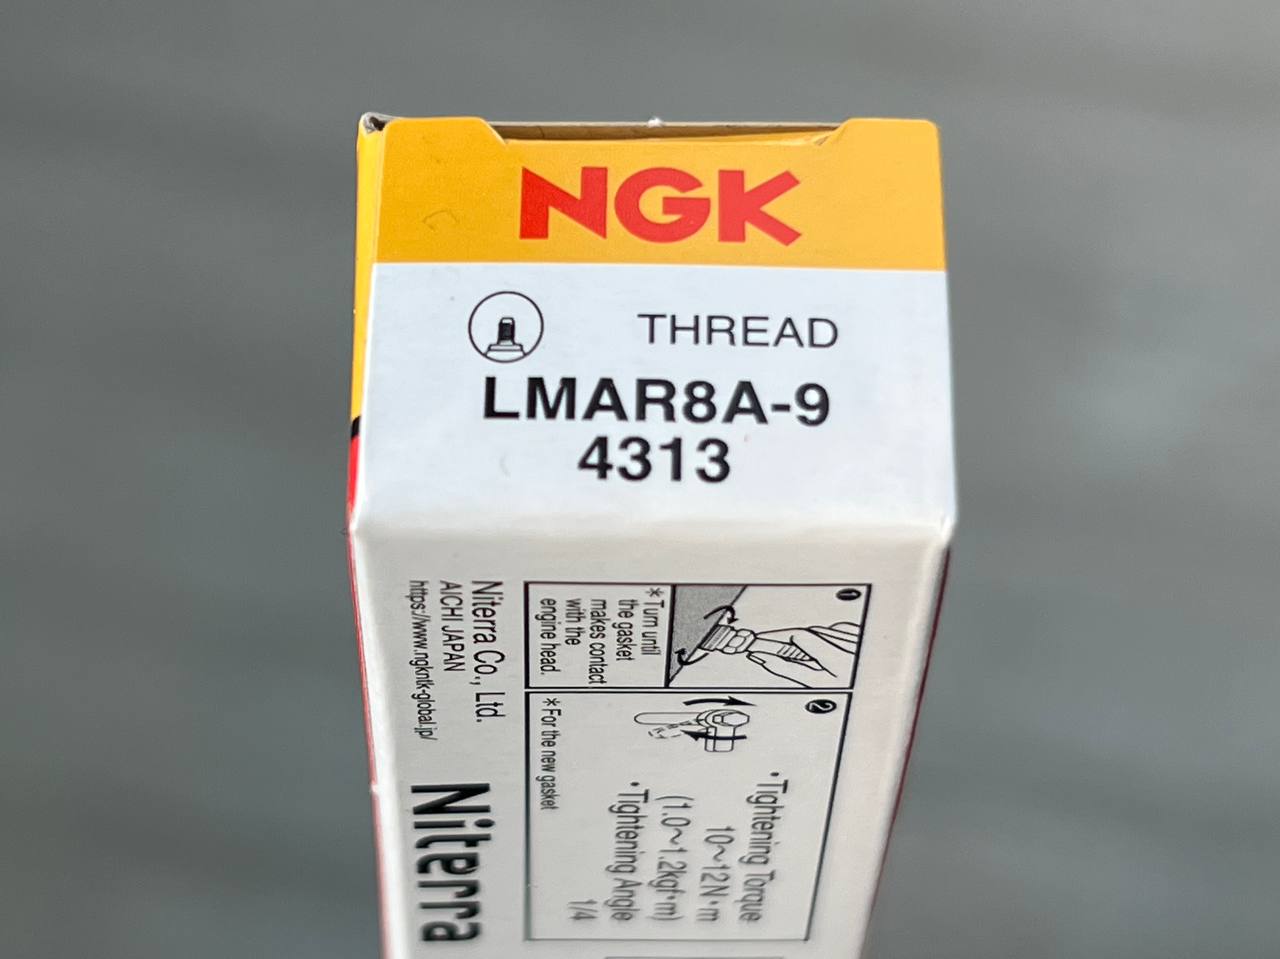 NGK
THREAD
LMAR8A-9
4313
❶
*Turn until
the gasket
makes contact
with the
engine head.
❷
・Tightening Torque
10~12N・m
(1.0~1.2kgf・m)
・Tightening Angle
1/4
*For the new gasket
Niterra Co., Ltd.
AICHI JAPAN
https://www.ngkntk-global.jp/
Niterra